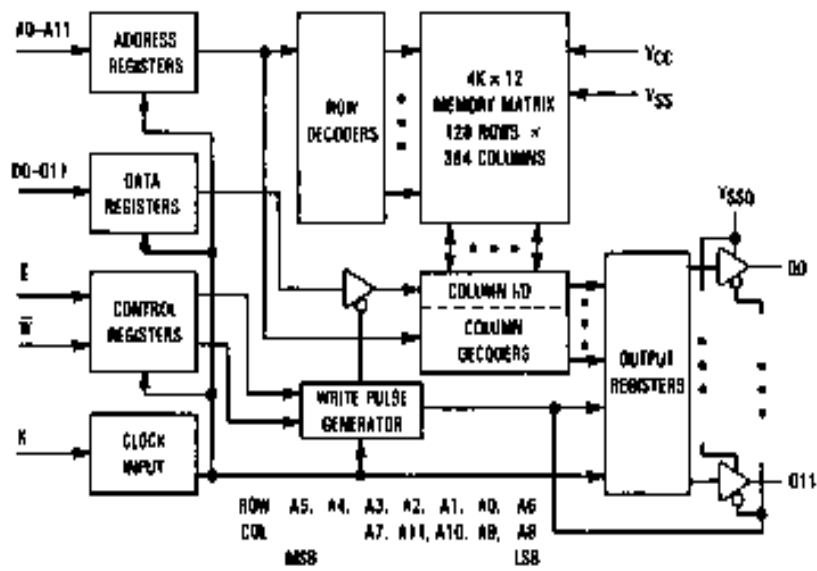 A0-A11
ADDRESS
REGISTERS
ROW
DECODERS
4K x 12
MEMORY MATRIX
128 ROWS ×
384 COLUMNS
VCC
VSS
D0-D11
DATA
REGISTERS
VSSQ
E
W
CONTROL
REGISTERS
COLUMN I/O
COLUMN
DECODERS
OUTPUT
REGISTERS
Q0
WRITE PULSE
GENERATOR
K
CLOCK
INPUT
Q11
ROW A5, A4, A3, A2, A1, A0, A6
COL A7, A11, A10, A9, A8
MSB LSB